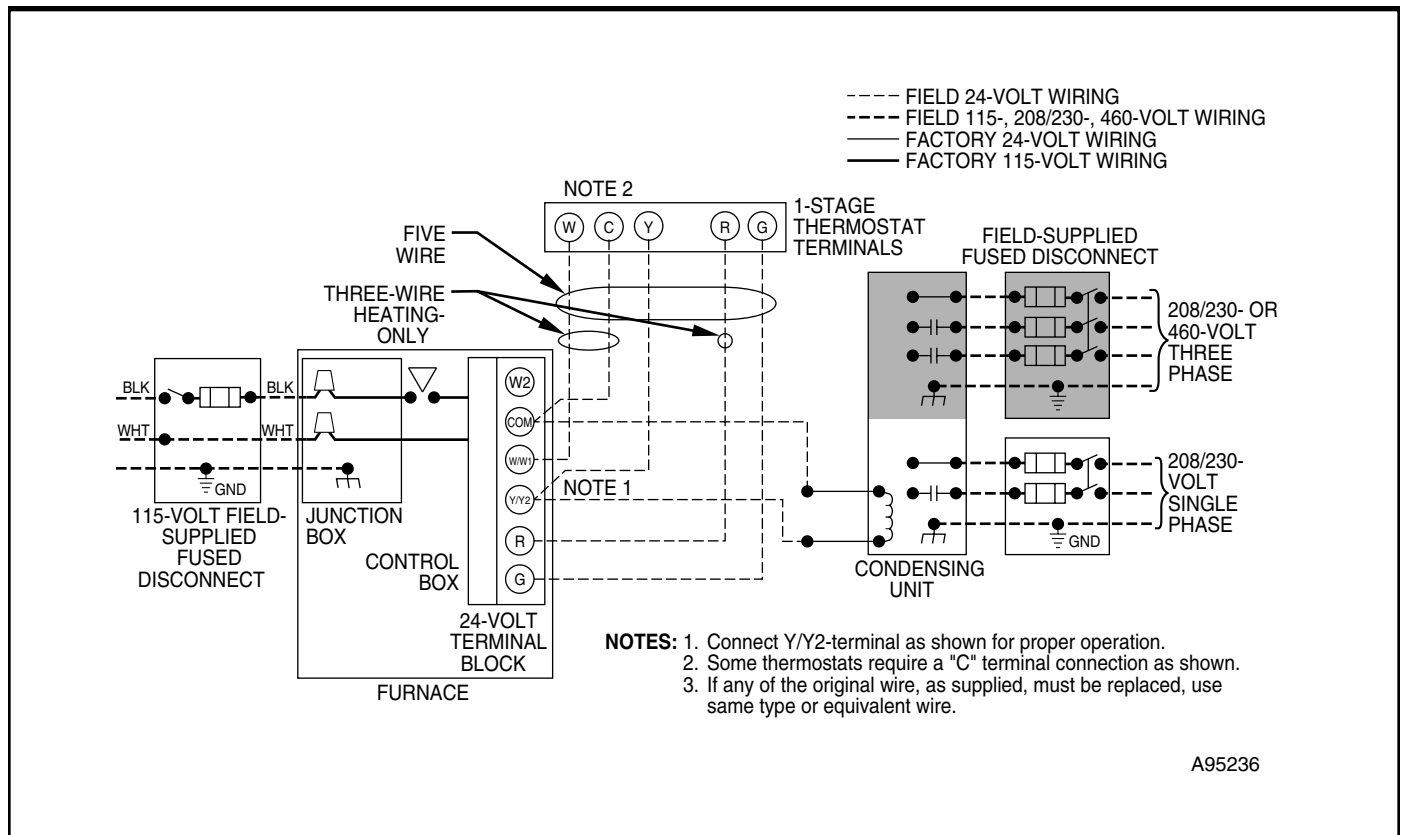 FIELD 24-VOLT WIRING
FIELD 115-, 208/230-, 460-VOLT WIRING
FACTORY 24-VOLT WIRING
FACTORY 115-VOLT WIRING
NOTE 2
W
C
Y
R
G
1-STAGE
THERMOSTAT
TERMINALS
FIVE
WIRE
THREE-WIRE
HEATING-
ONLY
FIELD-SUPPLIED
FUSED DISCONNECT
208/230- OR
460-VOLT
THREE
PHASE
BLK
BLK
WHT
WHT
GND
115-VOLT FIELD-
SUPPLIED
FUSED
DISCONNECT
JUNCTION
BOX
CONTROL
BOX
W2
COM
W/W1
Y/Y2
R
G
NOTE 1
24-VOLT
TERMINAL
BLOCK
FURNACE
208/230-
VOLT
SINGLE
PHASE
GND
CONDENSING
UNIT
NOTES: 1. Connect Y/Y2-terminal as shown for proper operation.
2. Some thermostats require a "C" terminal connection as shown.
3. If any of the original wire, as supplied, must be replaced, use
same type or equivalent wire.
A95236